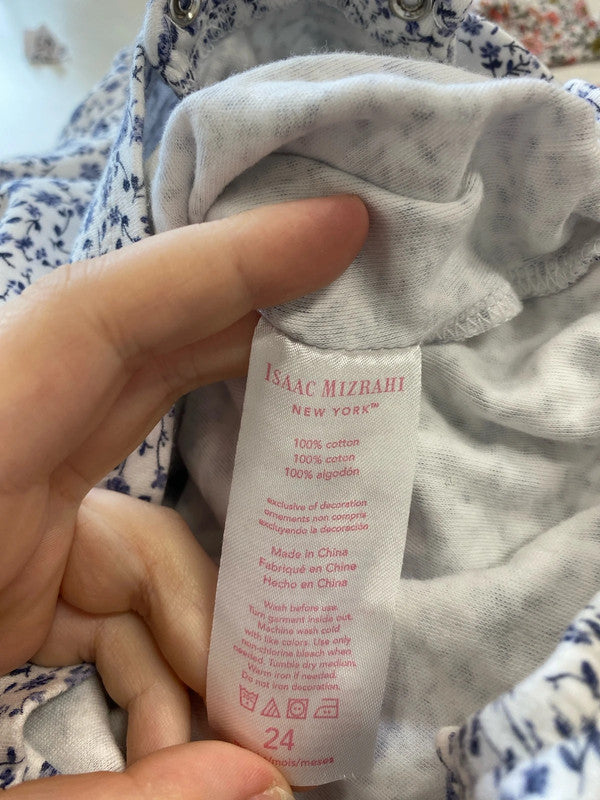 ISAAC MIZRAHI
NEW YORK™
100% cotton
100% coton
100% algodón
exclusive of decoration
ornements non compris
excluyendo la decoración
Made in China
Fabriqué en Chine
Hecho en China
Wash before use.
Turn garment inside out.
Machine wash cold
with like colors. Use only
non-chlorine bleach when
needed. Tumble dry medium.
Warm iron if needed.
Do not iron decoration.
24
/mois/meses